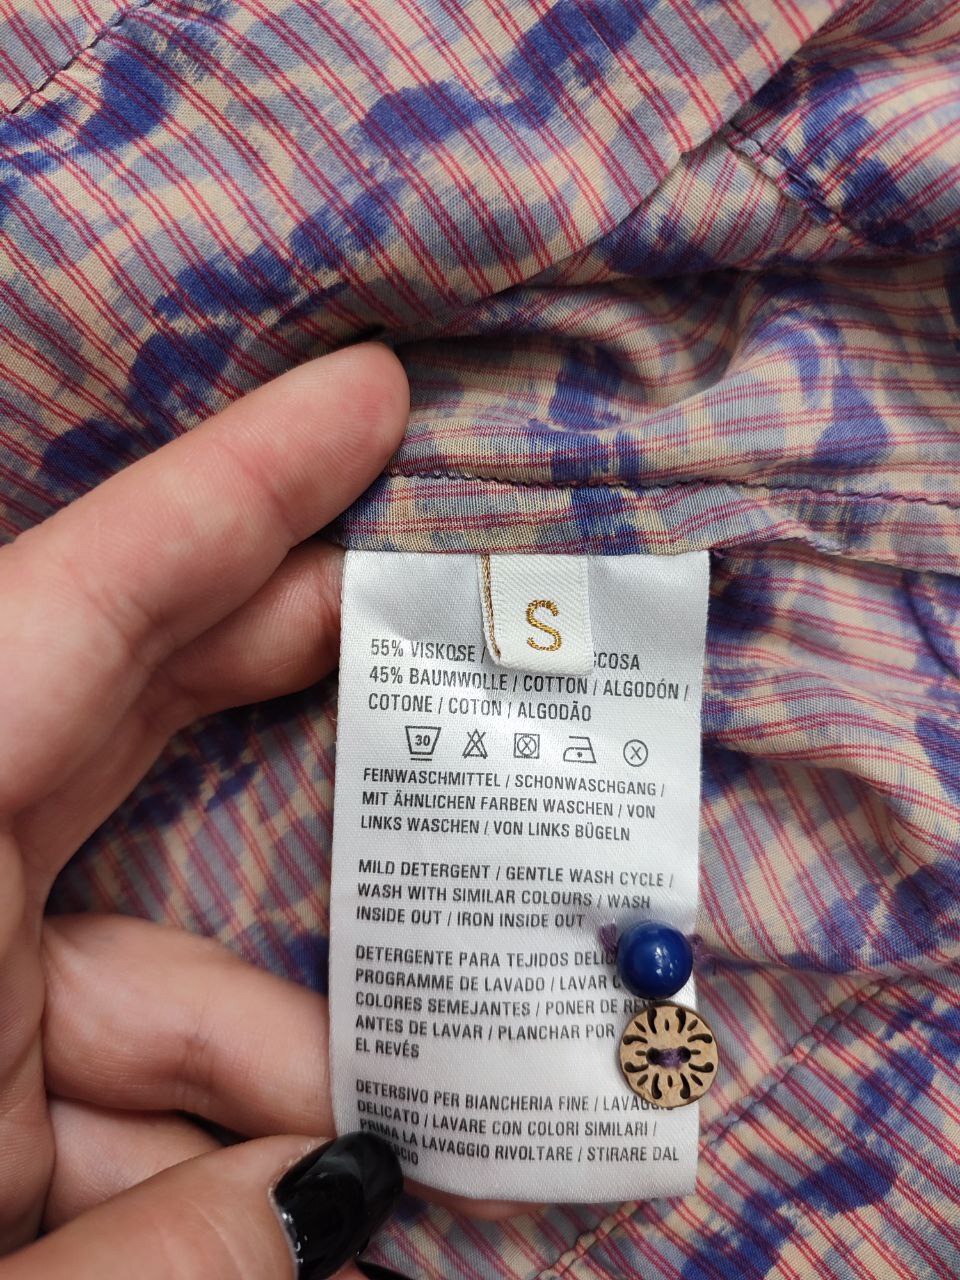 S
55% VISKOSE /
45% BAUMWOLLE / COTTON / ALGODÓN /
COTONE / COTON / ALGODÃO
30
FEINWASCHMITTEL / SCHONWASCHGANG /
MIT ÄHNLICHEN FARBEN WASCHEN / VON
LINKS WASCHEN / VON LINKS BÜGELN
MILD DETERGENT / GENTLE WASH CYCLE /
WASH WITH SIMILAR COLOURS / WASH
INSIDE OUT / IRON INSIDE OUT
DETERGENTE PARA TEJIDOS
PROGRAMME DE LAVADO / LAVAR
COLORES SEMEJANTES / PONER DE
ANTES DE LAVAR / PLANCHAR POR
EL REVÉS
DETERSIVO PER BIANCHERIA FINE /
DELICATO / LAVARE CON COLORI SIMILARI /
PRIMA LA LAVAGGIO RIVOLTARE / STIRARE DAL